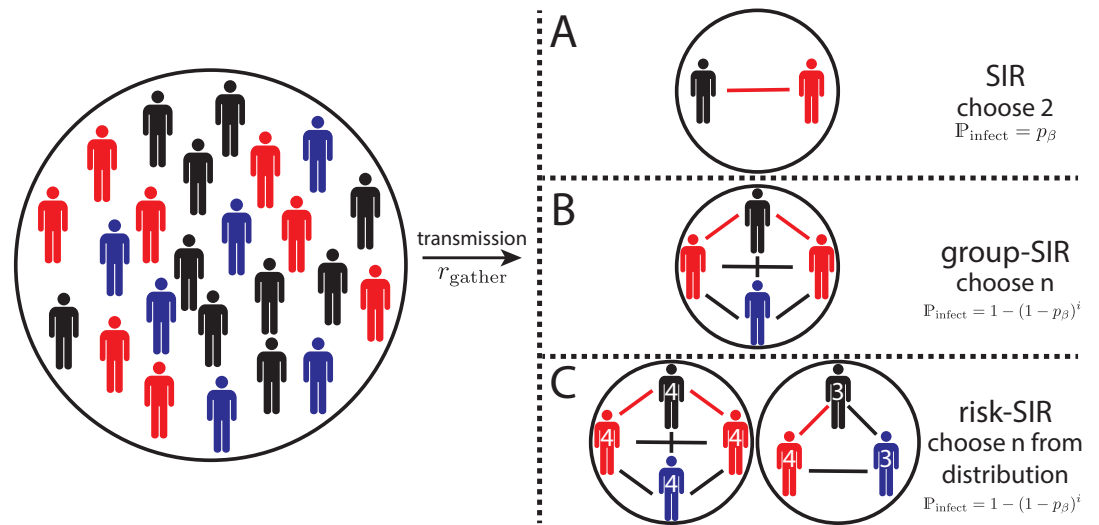 transmission
r_gather
A
SIR
choose 2
ℙ_infect = p_β
B
group-SIR
choose n
ℙ_infect = 1 − (1 − p_β)^i
C
4
4
4
4
3
4
3
risk-SIR
choose n from
distribution
ℙ_infect = 1 − (1 − p_β)^i